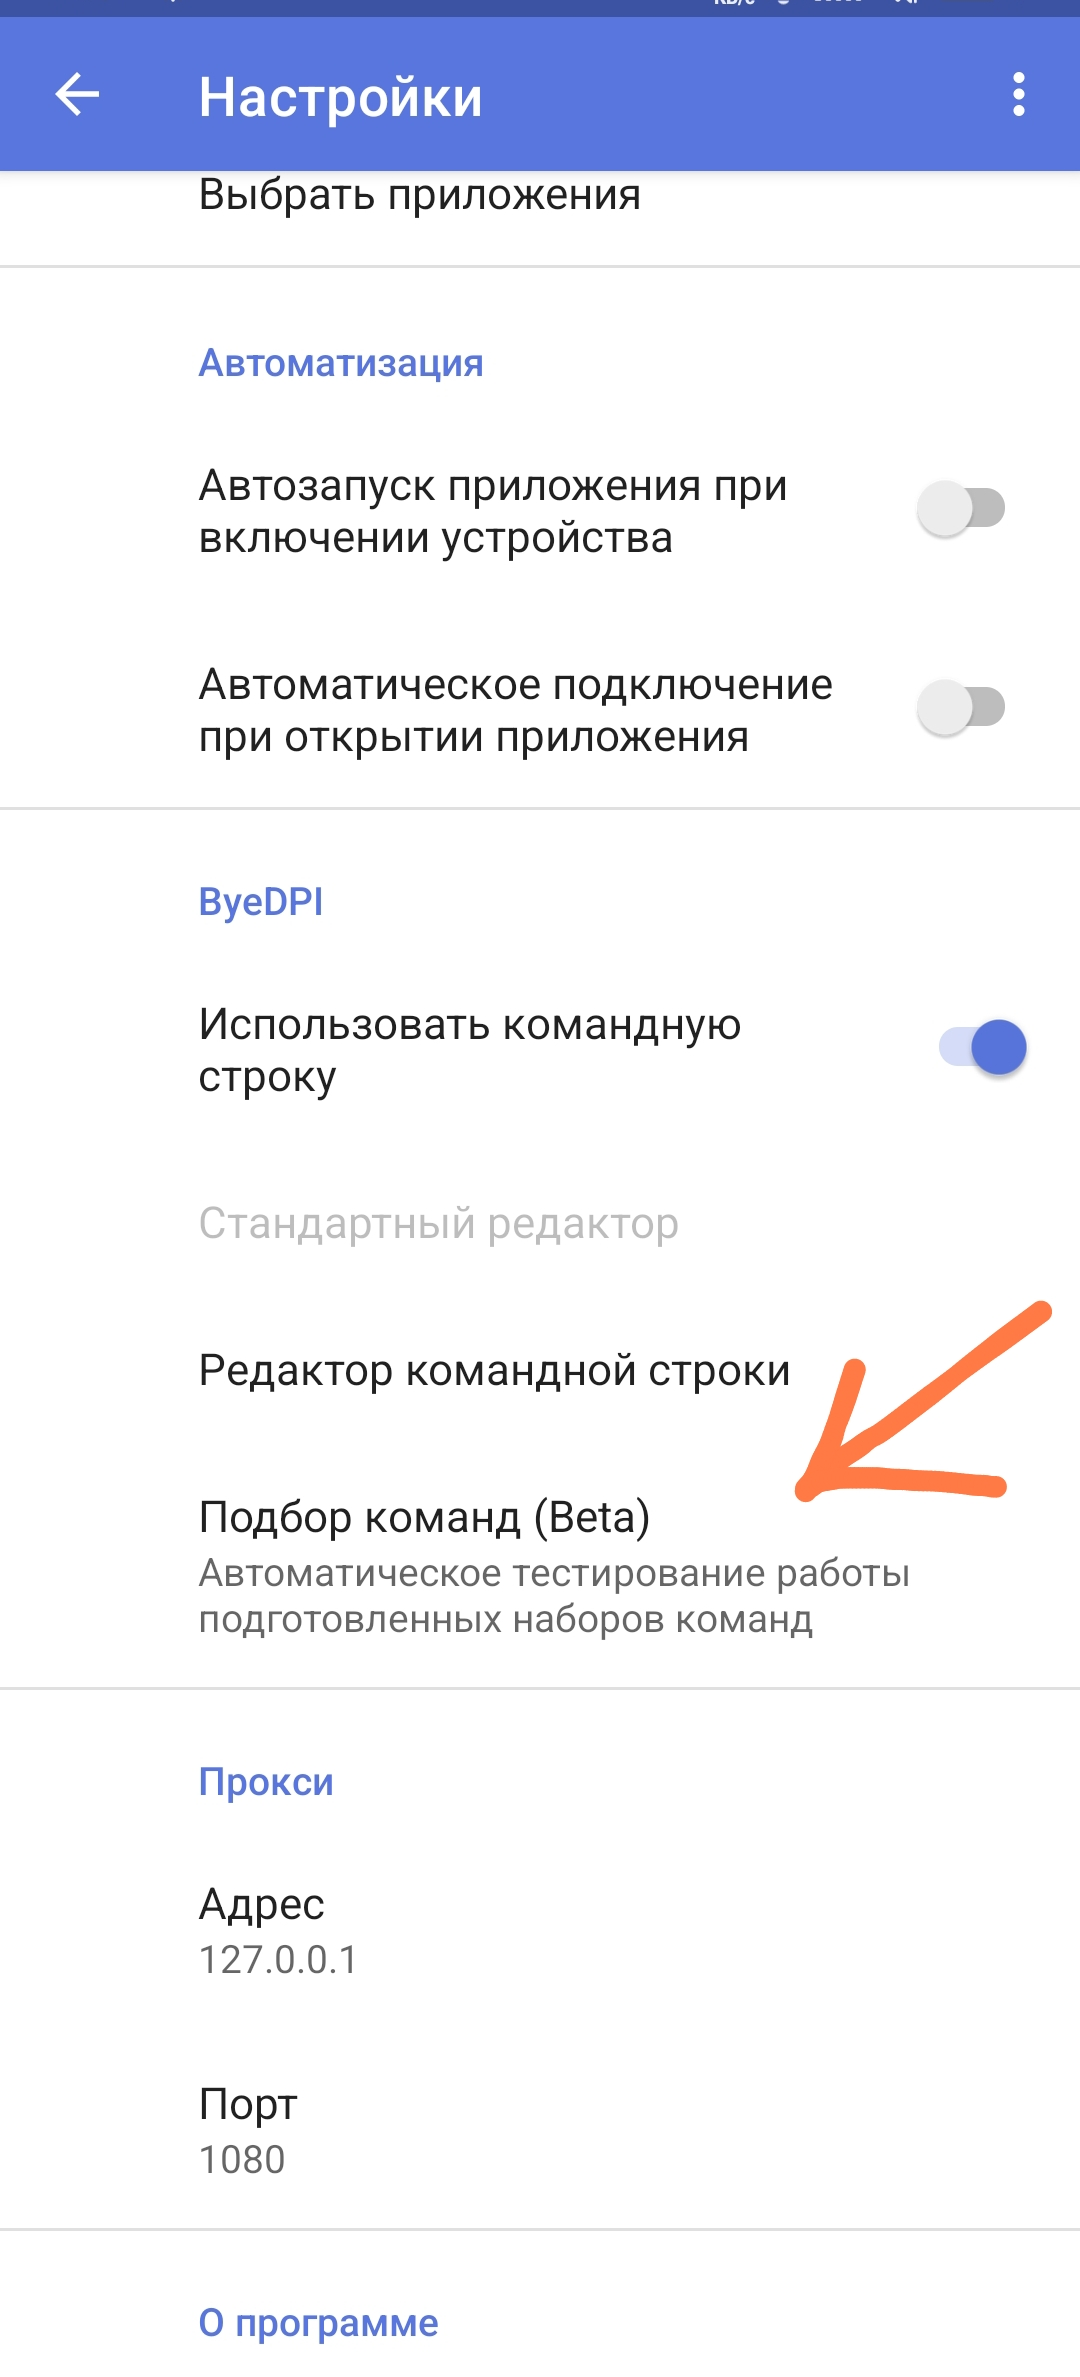 Настройки
Выбрать приложения
Автоматизация
Автозапуск приложения при
включении устройства
Автоматическое подключение
при открытии приложения
ByeDPI
Использовать командную
строку
Стандартный редактор
Редактор командной строки
Подбор команд (Beta)
Автоматическое тестирование работы
подготовленных наборов команд
Прокси
Адрес
127.0.0.1
Порт
1080
О программе